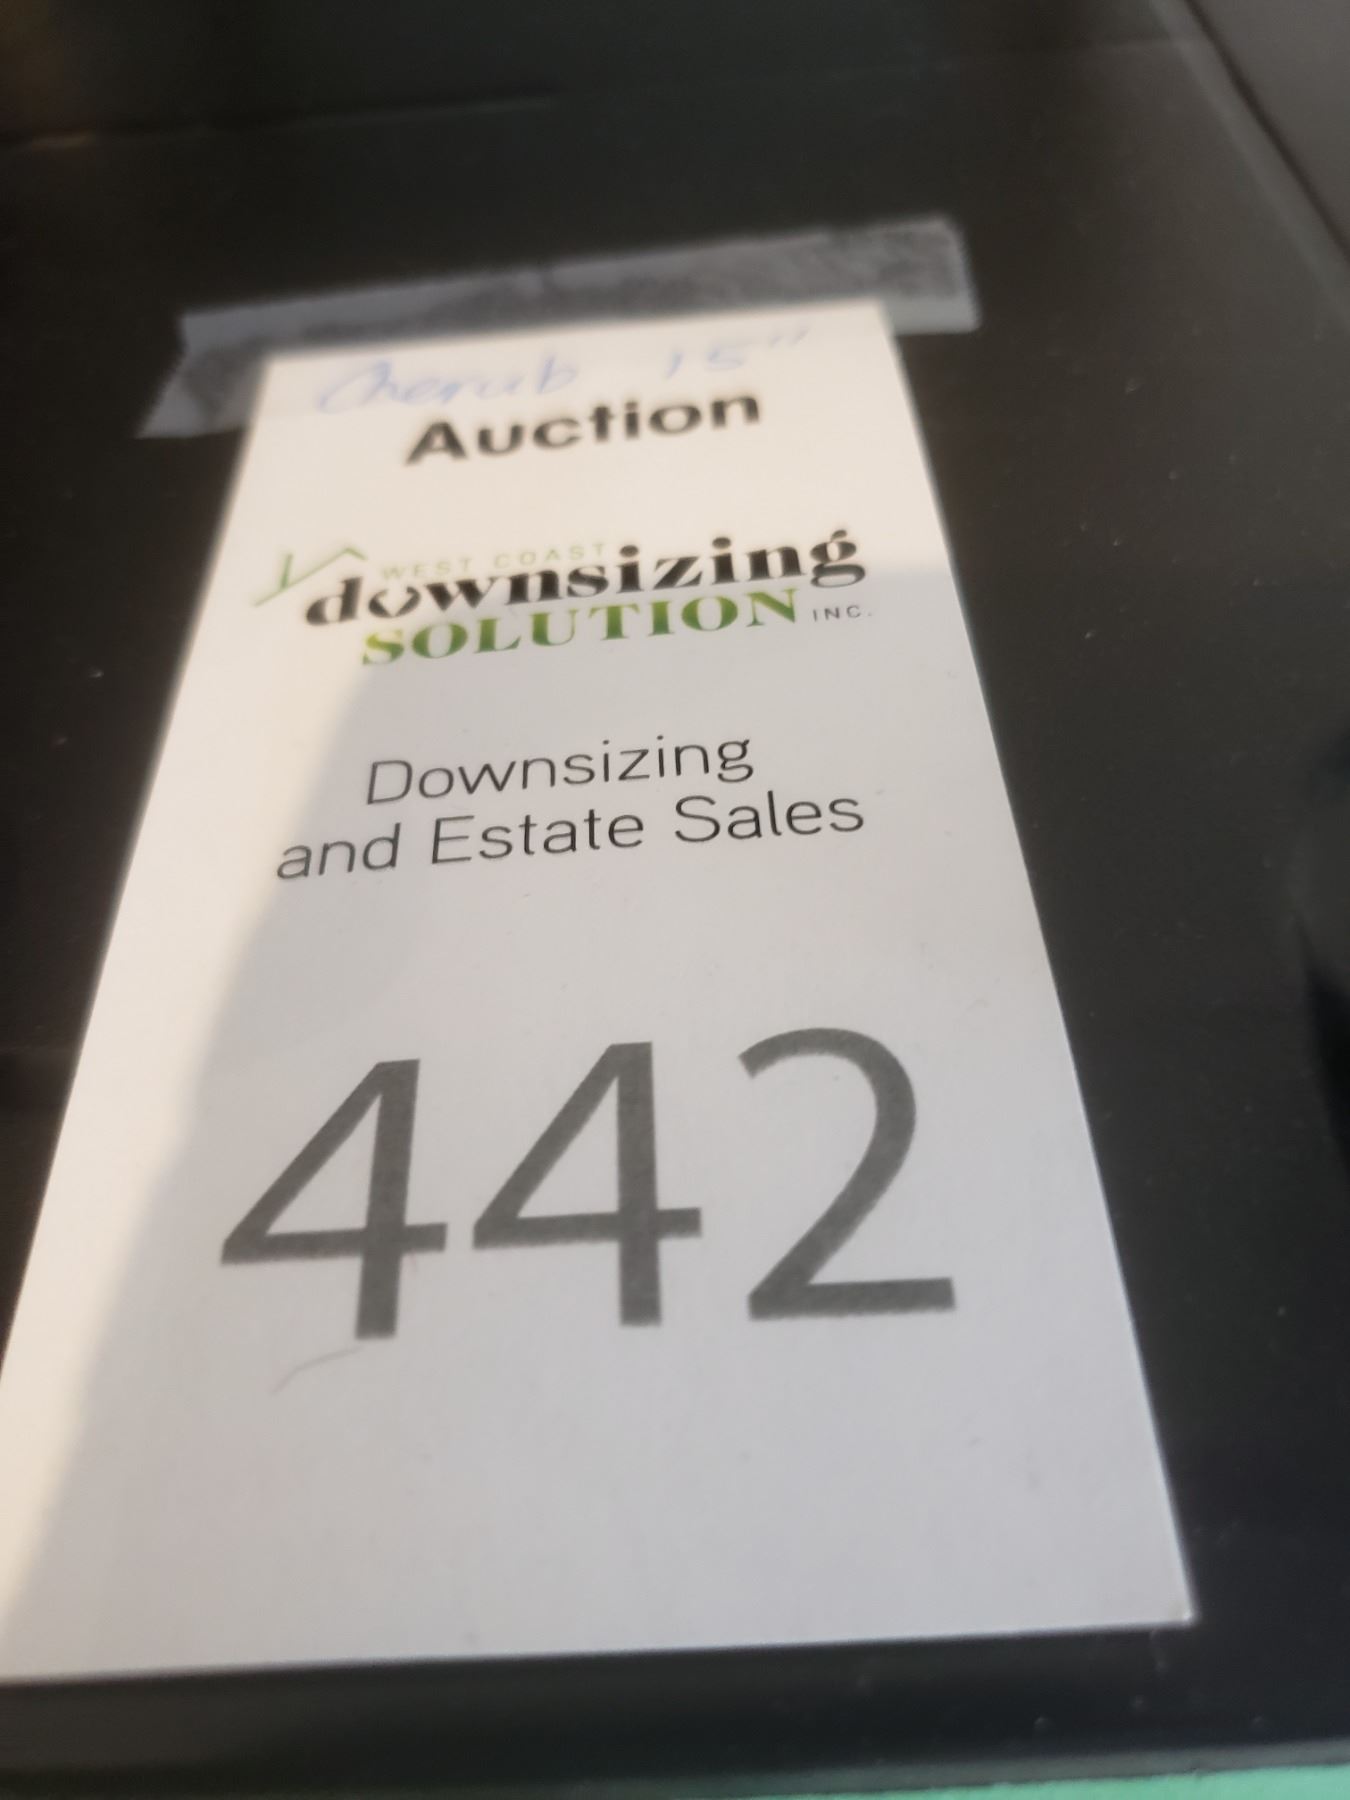 Cherub 15"
Auction
WEST COAST
downsizing
SOLUTION INC.
Downsizing
and Estate Sales
442